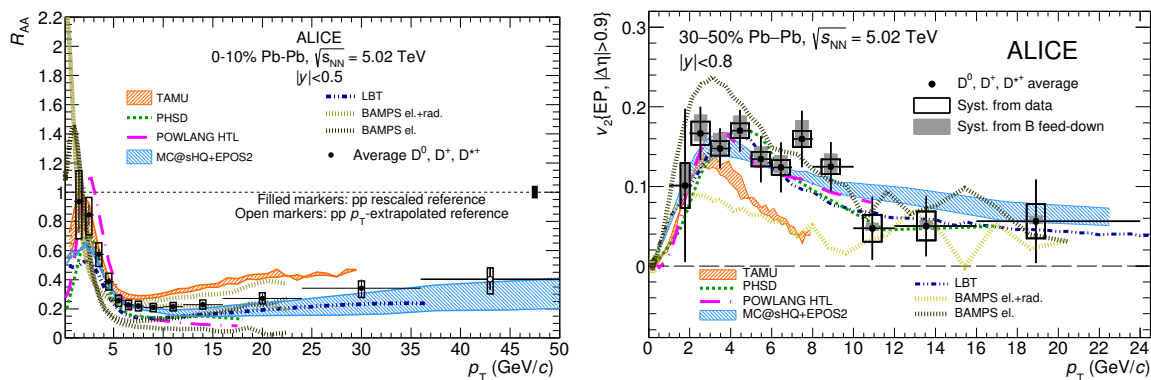 R_AA
2.2
2
1.8
1.6
1.4
1.2
1
0.8
0.6
0.4
0.2
0
ALICE
0-10% Pb-Pb, √s_NN = 5.02 TeV
|y|<0.5
TAMU
PHSD
POWLANG HTL
MC@sHQ+EPOS2
LBT
BAMPS el.+rad.
BAMPS el.
Average D⁰, D⁺, D*⁺
Filled markers: pp rescaled reference
Open markers: pp p_T-extrapolated reference
5 10 15 20 25 30 35 40 45 50
p_T (GeV/c)
v₂{EP, |Δη|>0.9}
0.3
0.2
0.1
0
30–50% Pb–Pb, √s_NN = 5.02 TeV
|y|<0.8
ALICE
D⁰, D⁺, D*⁺ average
Syst. from data
Syst. from B feed-down
TAMU
PHSD
POWLANG HTL
MC@sHQ+EPOS2
LBT
BAMPS el.+rad.
BAMPS el.
0 2 4 6 8 10 12 14 16 18 20 22 24
p_T (GeV/c)